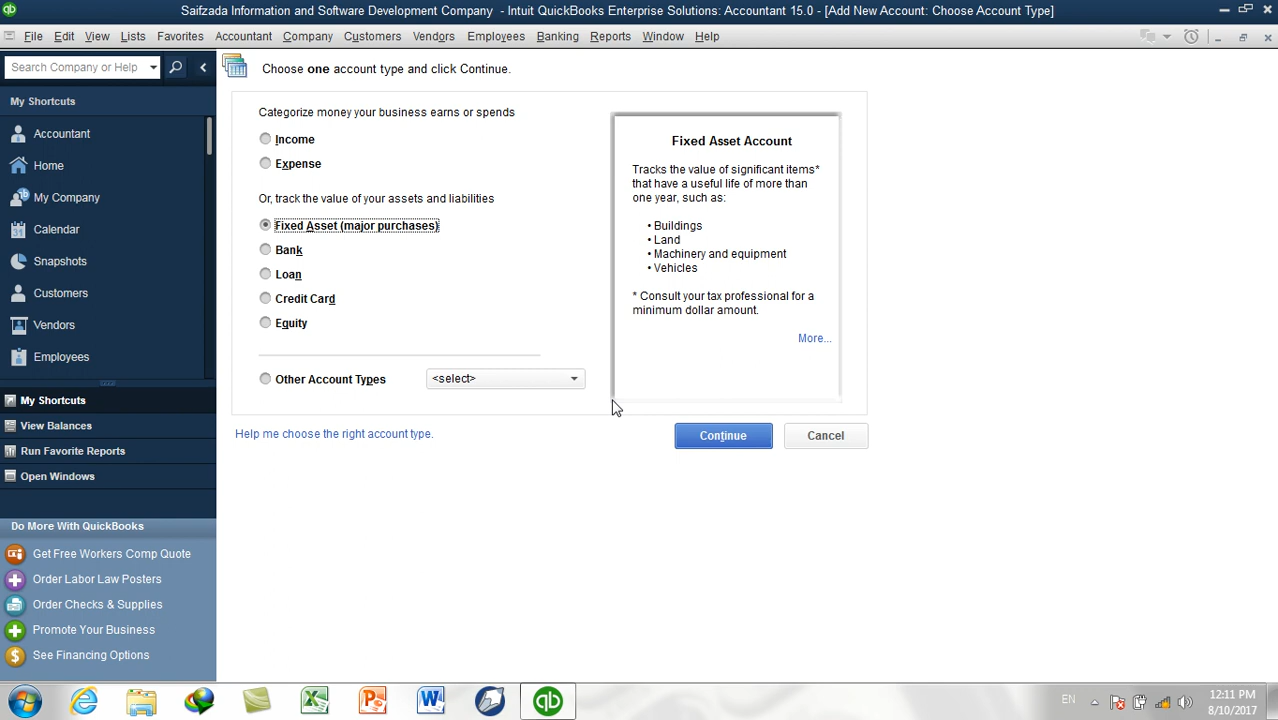 Saifzada Information and Software Development Company - Intuit QuickBooks Enterprise Solutions: Accountant 15.0 - [Add New Account: Choose Account Type]
File Edit View Lists Favorites Accountant Company Customers Vendors Employees Banking Reports Window Help
Search Company or Help
My Shortcuts
Accountant
Home
My Company
Calendar
Snapshots
Customers
Vendors
Employees
My Shortcuts
View Balances
Run Favorite Reports
Open Windows
Do More With QuickBooks
Get Free Workers Comp Quote
Order Labor Law Posters
Order Checks & Supplies
Promote Your Business
See Financing Options
Choose one account type and click Continue.
Categorize money your business earns or spends
Income
Expense
Or, track the value of your assets and liabilities
Fixed Asset (major purchases)
Bank
Loan
Credit Card
Equity
Other Account Types <select>
Help me choose the right account type.
Fixed Asset Account
Tracks the value of significant items*
that have a useful life of more than
one year, such as:
• Buildings
• Land
• Machinery and equipment
• Vehicles
* Consult your tax professional for a
minimum dollar amount.
More...
Continue
Cancel
qb
EN
12:11 PM
8/10/2017